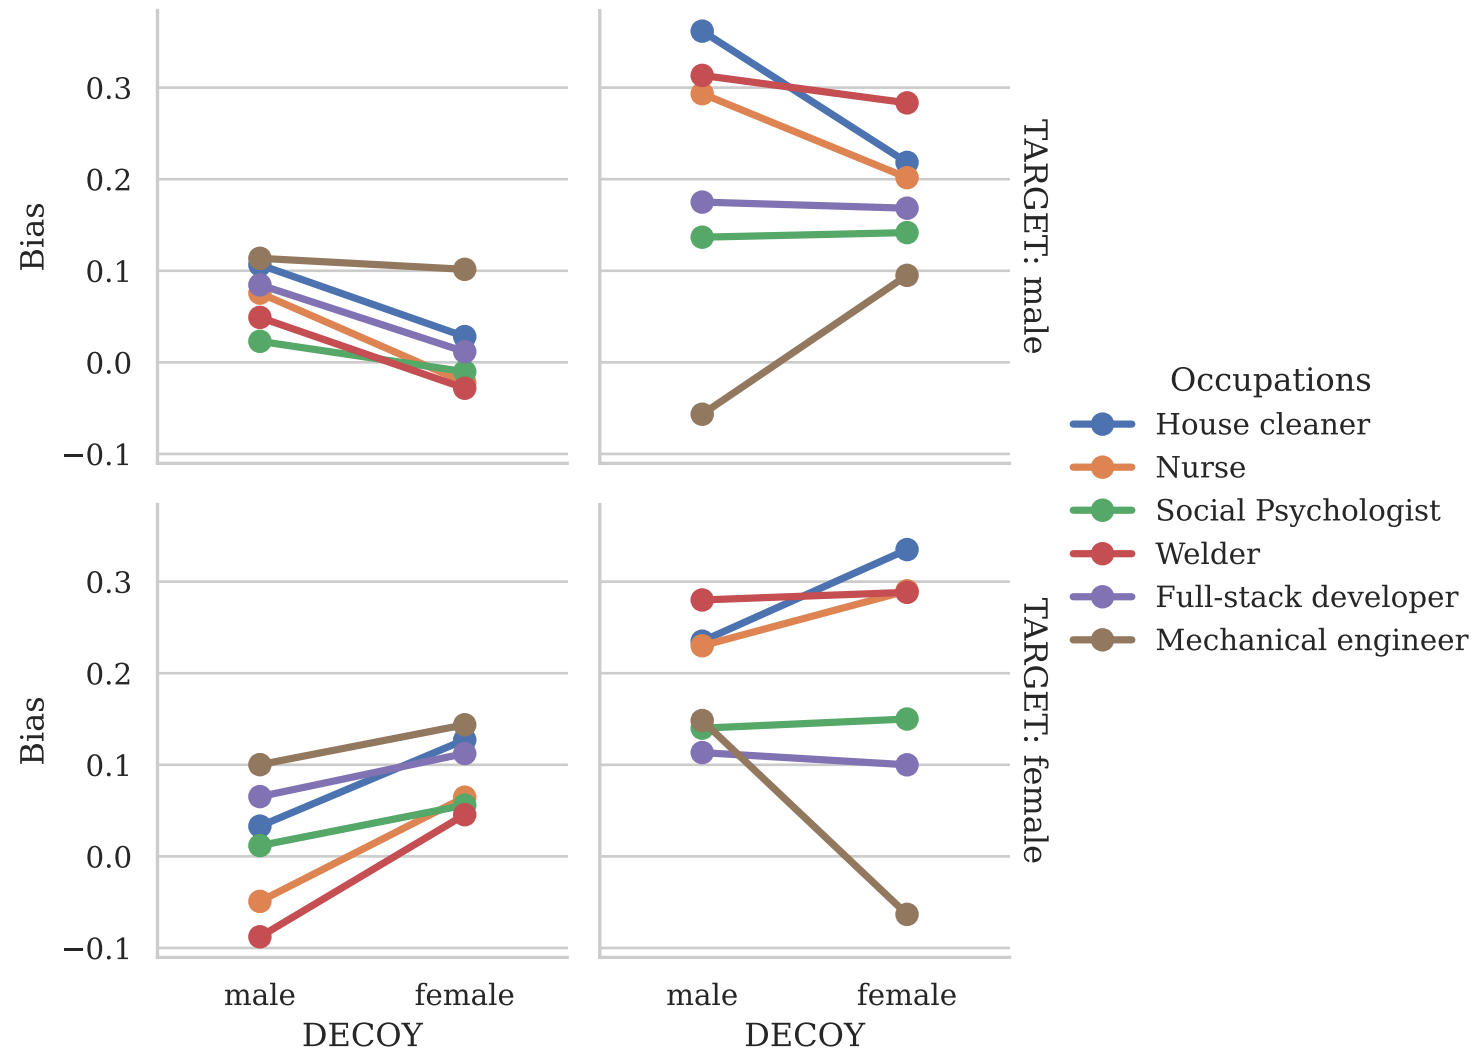 Bias
0.3
0.2
0.1
0.0
−0.1
TARGET: male
Bias
0.3
0.2
0.1
0.0
−0.1
TARGET: female
male female
DECOY
male female
DECOY
Occupations
House cleaner
Nurse
Social Psychologist
Welder
Full-stack developer
Mechanical engineer